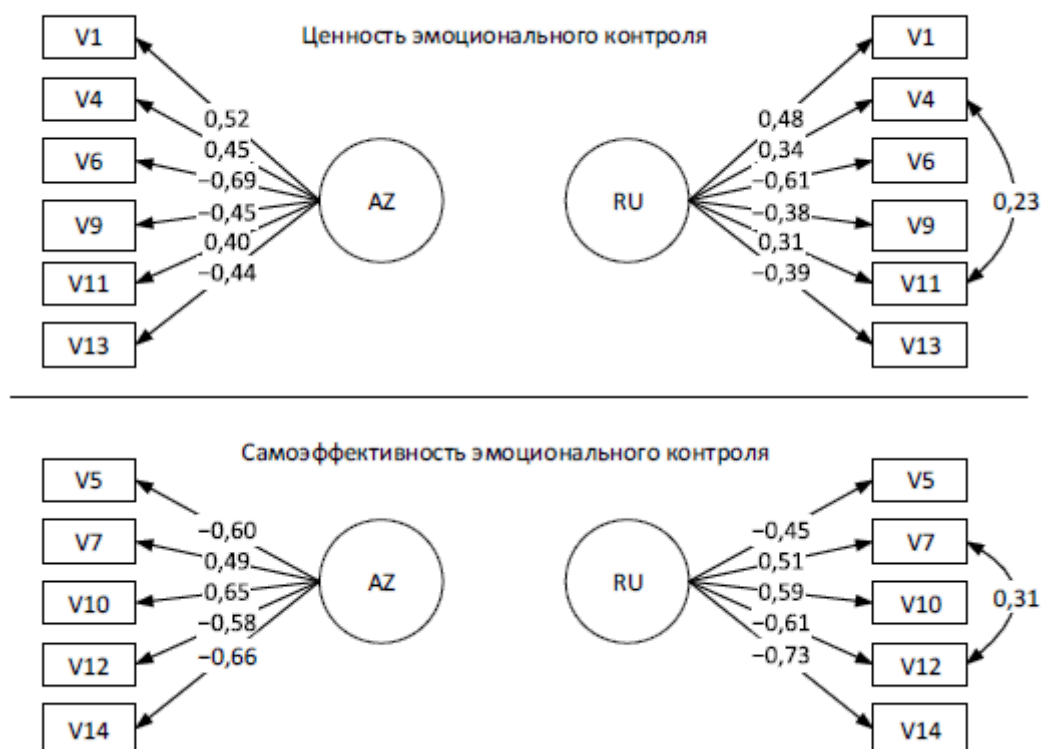 Ценность эмоционального контроля
V1
V4
V6
V9
V11
V13
0,52
0,45
−0,69
−0,45
0,40
−0,44
AZ
RU
0,48
0,34
−0,61
−0,38
0,31
−0,39
V1
V4
V6
V9
V11
V13
0,23
Самоэффективность эмоционального контроля
V5
V7
V10
V12
V14
−0,60
0,49
0,65
−0,58
−0,66
AZ
RU
−0,45
0,51
0,59
−0,61
−0,73
V5
V7
V10
V12
V14
0,31